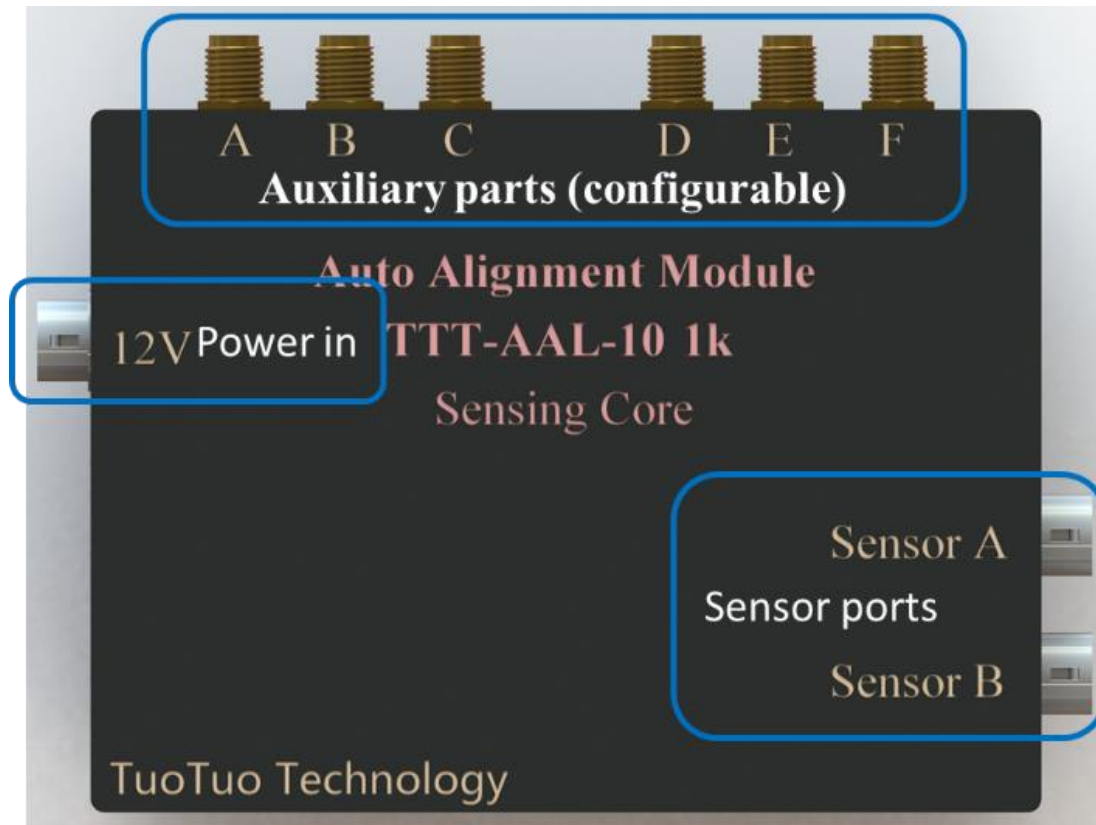 A B C D E F
Auxiliary parts (configurable)
Auto Alignment Module
12V Power in
TTT-AAL-10 1k
Sensing Core
Sensor A
Sensor ports
Sensor B
TuoTuo Technology